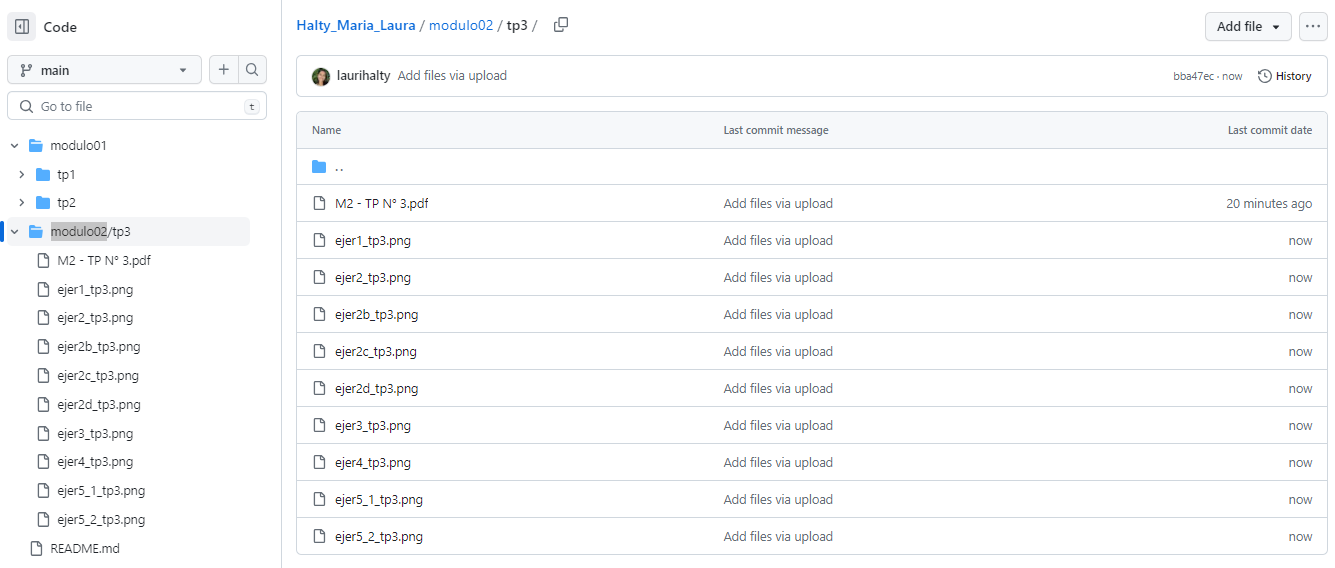 Code
main
Go to file
t
modulo01
tp1
tp2
modulo02/tp3
M2 - TP N° 3.pdf
ejer1_tp3.png
ejer2_tp3.png
ejer2b_tp3.png
ejer2c_tp3.png
ejer2d_tp3.png
ejer3_tp3.png
ejer4_tp3.png
ejer5_1_tp3.png
ejer5_2_tp3.png
README.md
Halty_Maria_Laura / modulo02 / tp3 /
Add file
laurihalty Add files via upload bba47ec · now History
Name Last commit message Last commit date
..
M2 - TP N° 3.pdf Add files via upload 20 minutes ago
ejer1_tp3.png Add files via upload now
ejer2_tp3.png Add files via upload now
ejer2b_tp3.png Add files via upload now
ejer2c_tp3.png Add files via upload now
ejer2d_tp3.png Add files via upload now
ejer3_tp3.png Add files via upload now
ejer4_tp3.png Add files via upload now
ejer5_1_tp3.png Add files via upload now
ejer5_2_tp3.png Add files via upload now